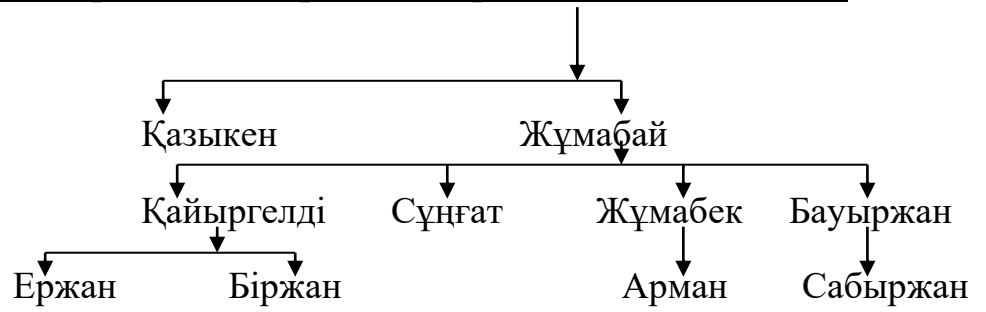 Қазыкен Жұмабай
Қайыргелді Сұңғат Жұмабек Бауыржан
Ержан Біржан Арман Сабыржан